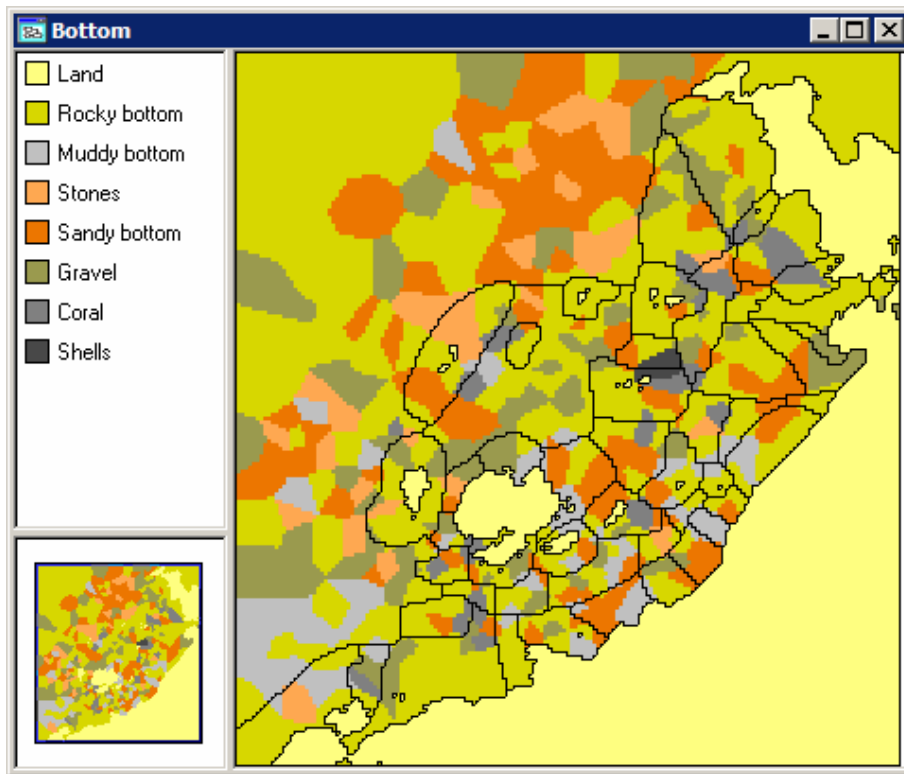 Bottom
Land
Rocky bottom
Muddy bottom
Stones
Sandy bottom
Gravel
Coral
Shells